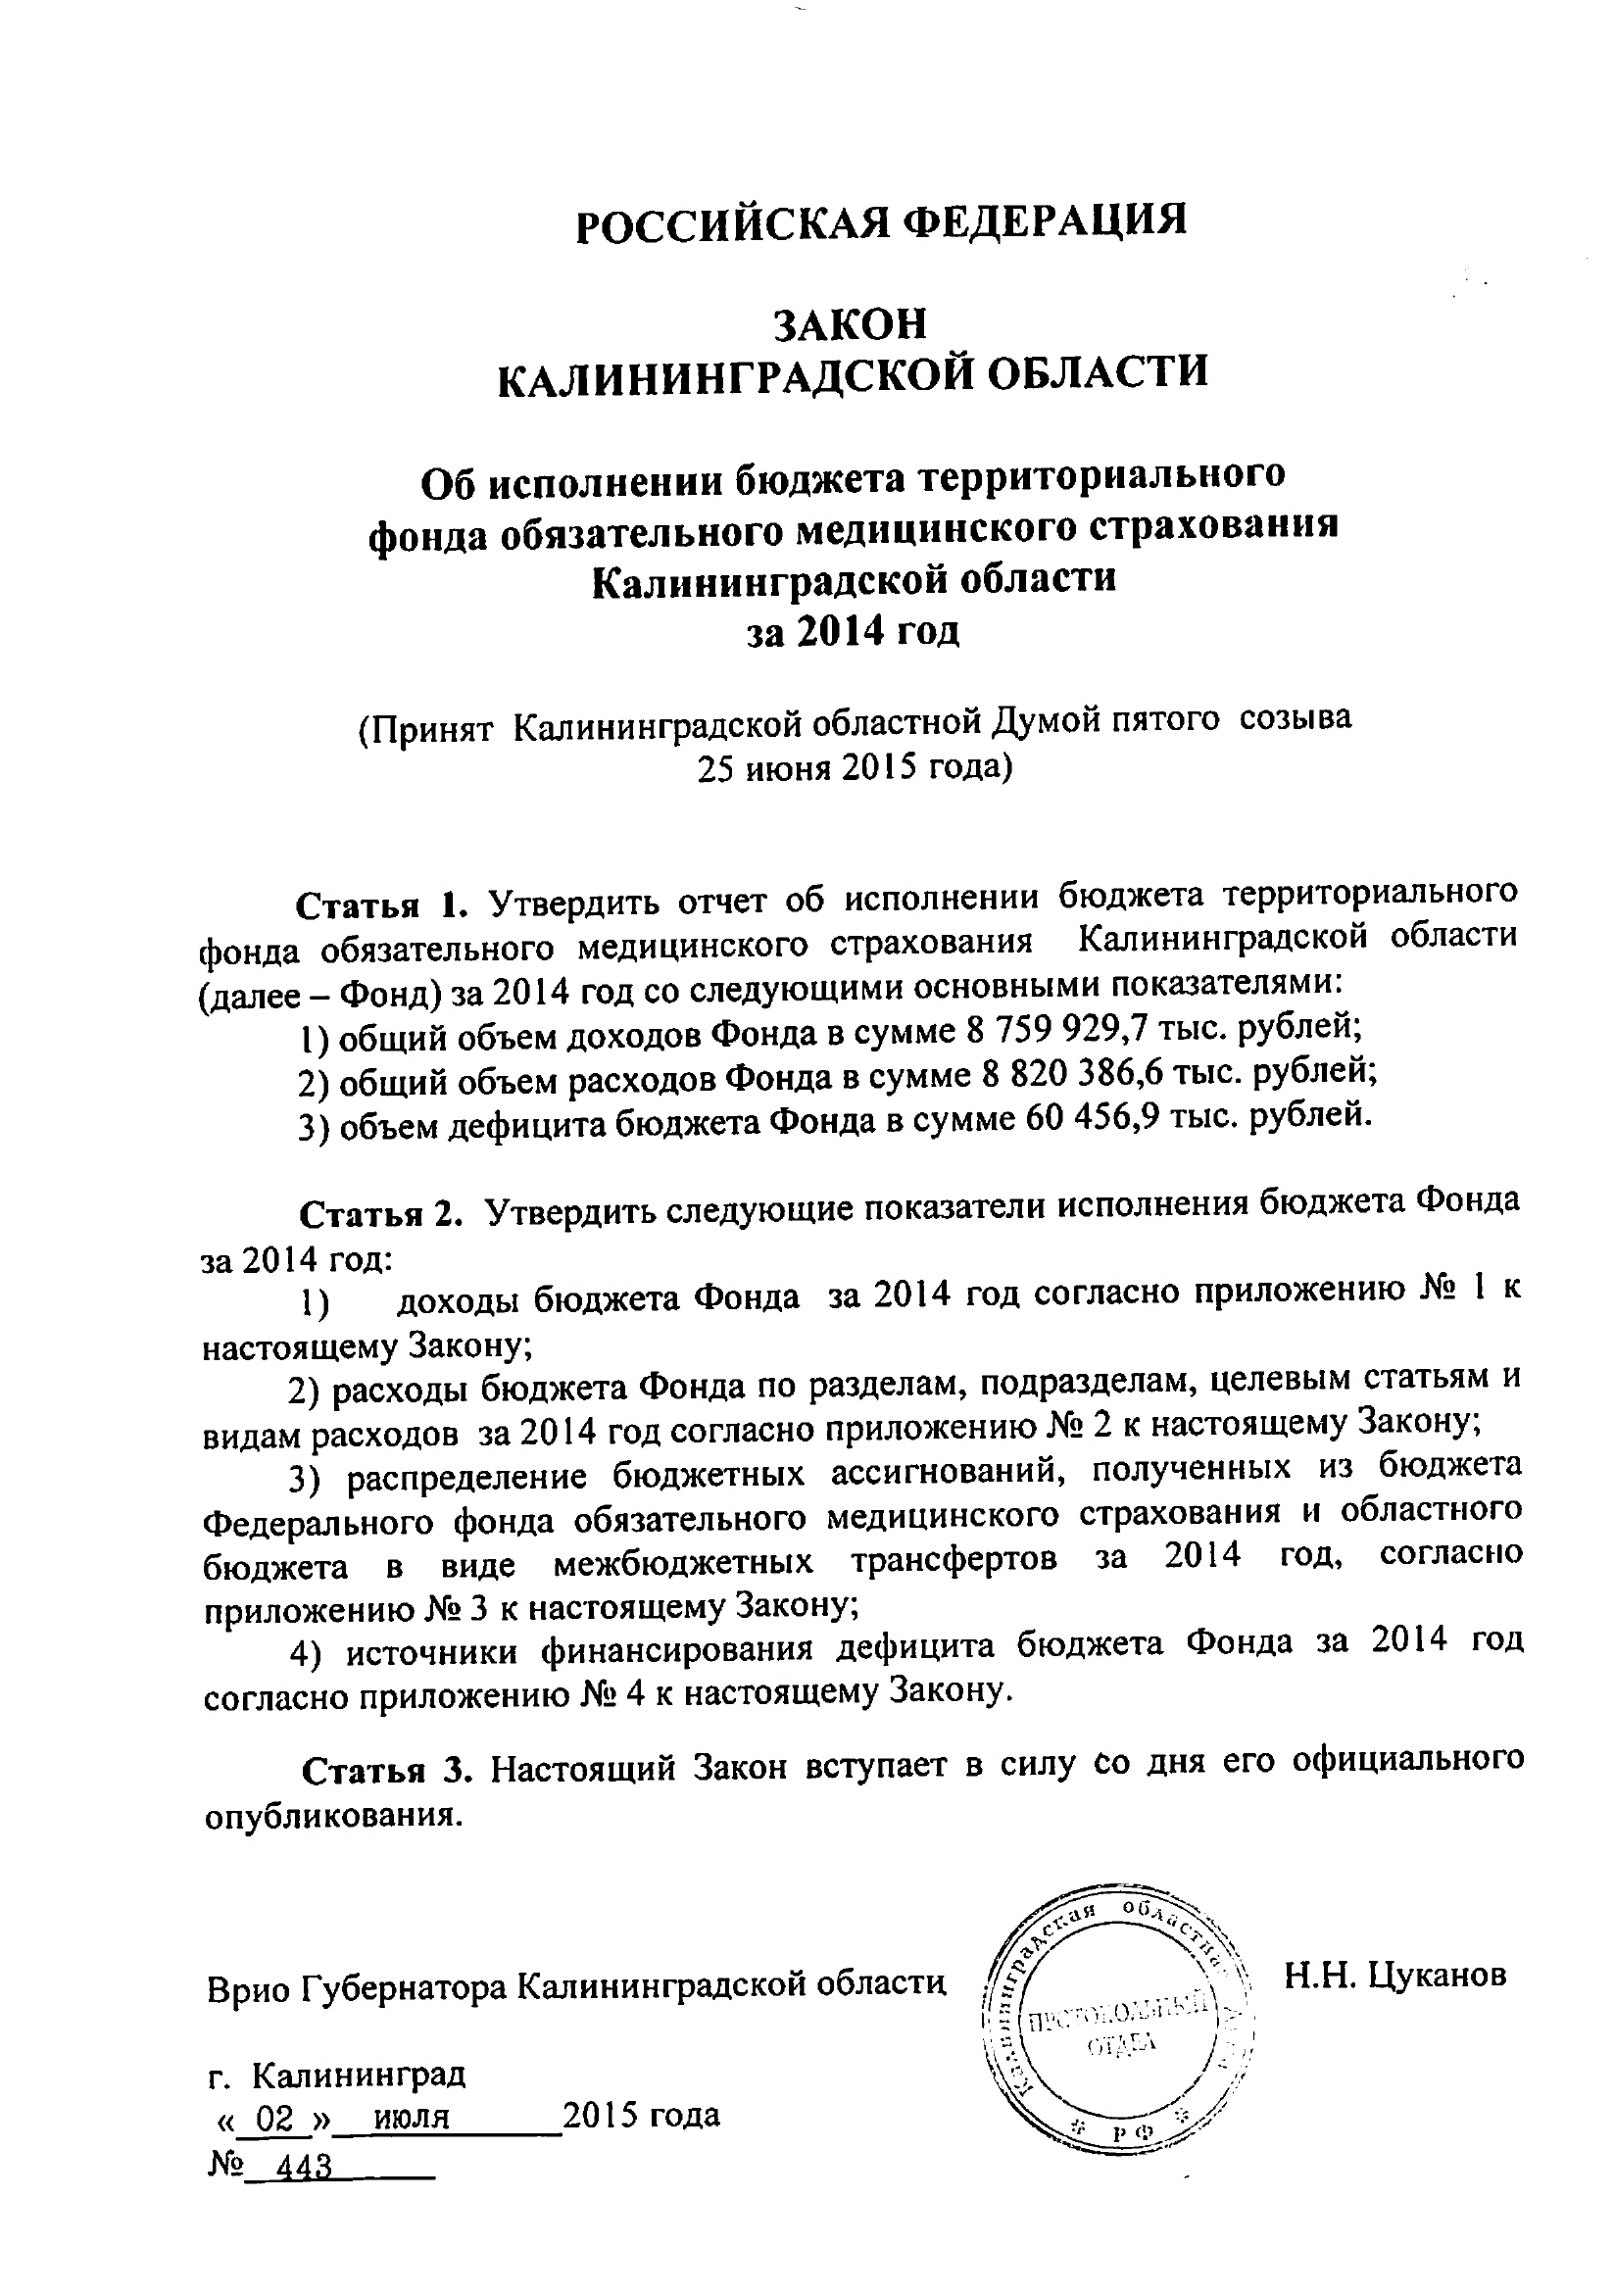 РОССИЙСКАЯ ФЕДЕРАЦИЯ
ЗАКОН
КАЛИНИНГРАДСКОЙ ОБЛАСТИ
Об исполнении бюджета территориального
фонда обязательного медицинского страхования
Калининградской области
за 2014 год
(Принят Калининградской областной Думой пятого созыва
25 июня 2015 года)
Статья 1. Утвердить отчет об исполнении бюджета территориального
фонда обязательного медицинского страхования Калининградской области
(далее – Фонд) за 2014 год со следующими основными показателями:
1) общий объем доходов Фонда в сумме 8 759 929,7 тыс. рублей;
2) общий объем расходов Фонда в сумме 8 820 386,6 тыс. рублей;
3) объем дефицита бюджета Фонда в сумме 60 456,9 тыс. рублей.
Статья 2. Утвердить следующие показатели исполнения бюджета Фонда
за 2014 год:
1) доходы бюджета Фонда за 2014 год согласно приложению № 1 к
настоящему Закону;
2) расходы бюджета Фонда по разделам, подразделам, целевым статьям и
видам расходов за 2014 год согласно приложению № 2 к настоящему Закону;
3) распределение бюджетных ассигнований, полученных из бюджета
Федерального фонда обязательного медицинского страхования и областного
бюджета в виде межбюджетных трансфертов за 2014 год, согласно
приложению № 3 к настоящему Закону;
4) источники финансирования дефицита бюджета Фонда за 2014 год
согласно приложению № 4 к настоящему Закону.
Статья 3. Настоящий Закон вступает в силу со дня его официального
опубликования.
Врио Губернатора Калининградской области
Н.Н. Цуканов
Калининградская
РФ
ПРОТОКОЛЬНЫЙ
ОТДЕЛ
г. Калининград
« 02 » июля 2015 года
№ 443